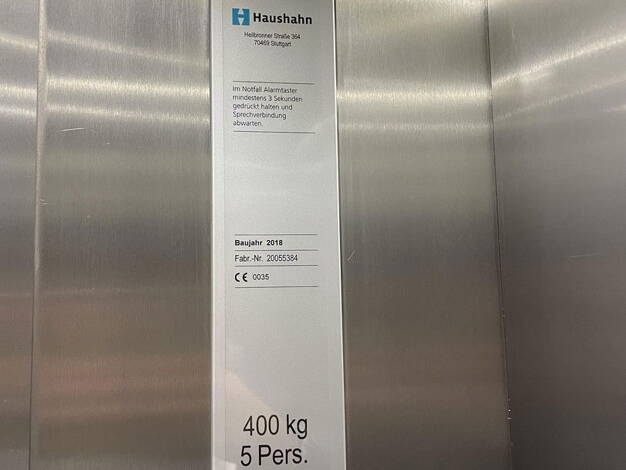 Haushahn
Heilbronner Straße 364
70469 Stuttgart
Im Notfall Alarmtaster
mindestens 3 Sekunden
gedrückt halten und
Sprechverbindung
abwarten.
Baujahr 2018
Fabr.-Nr. 20055384
CE 0035
400 kg
5 Pers.